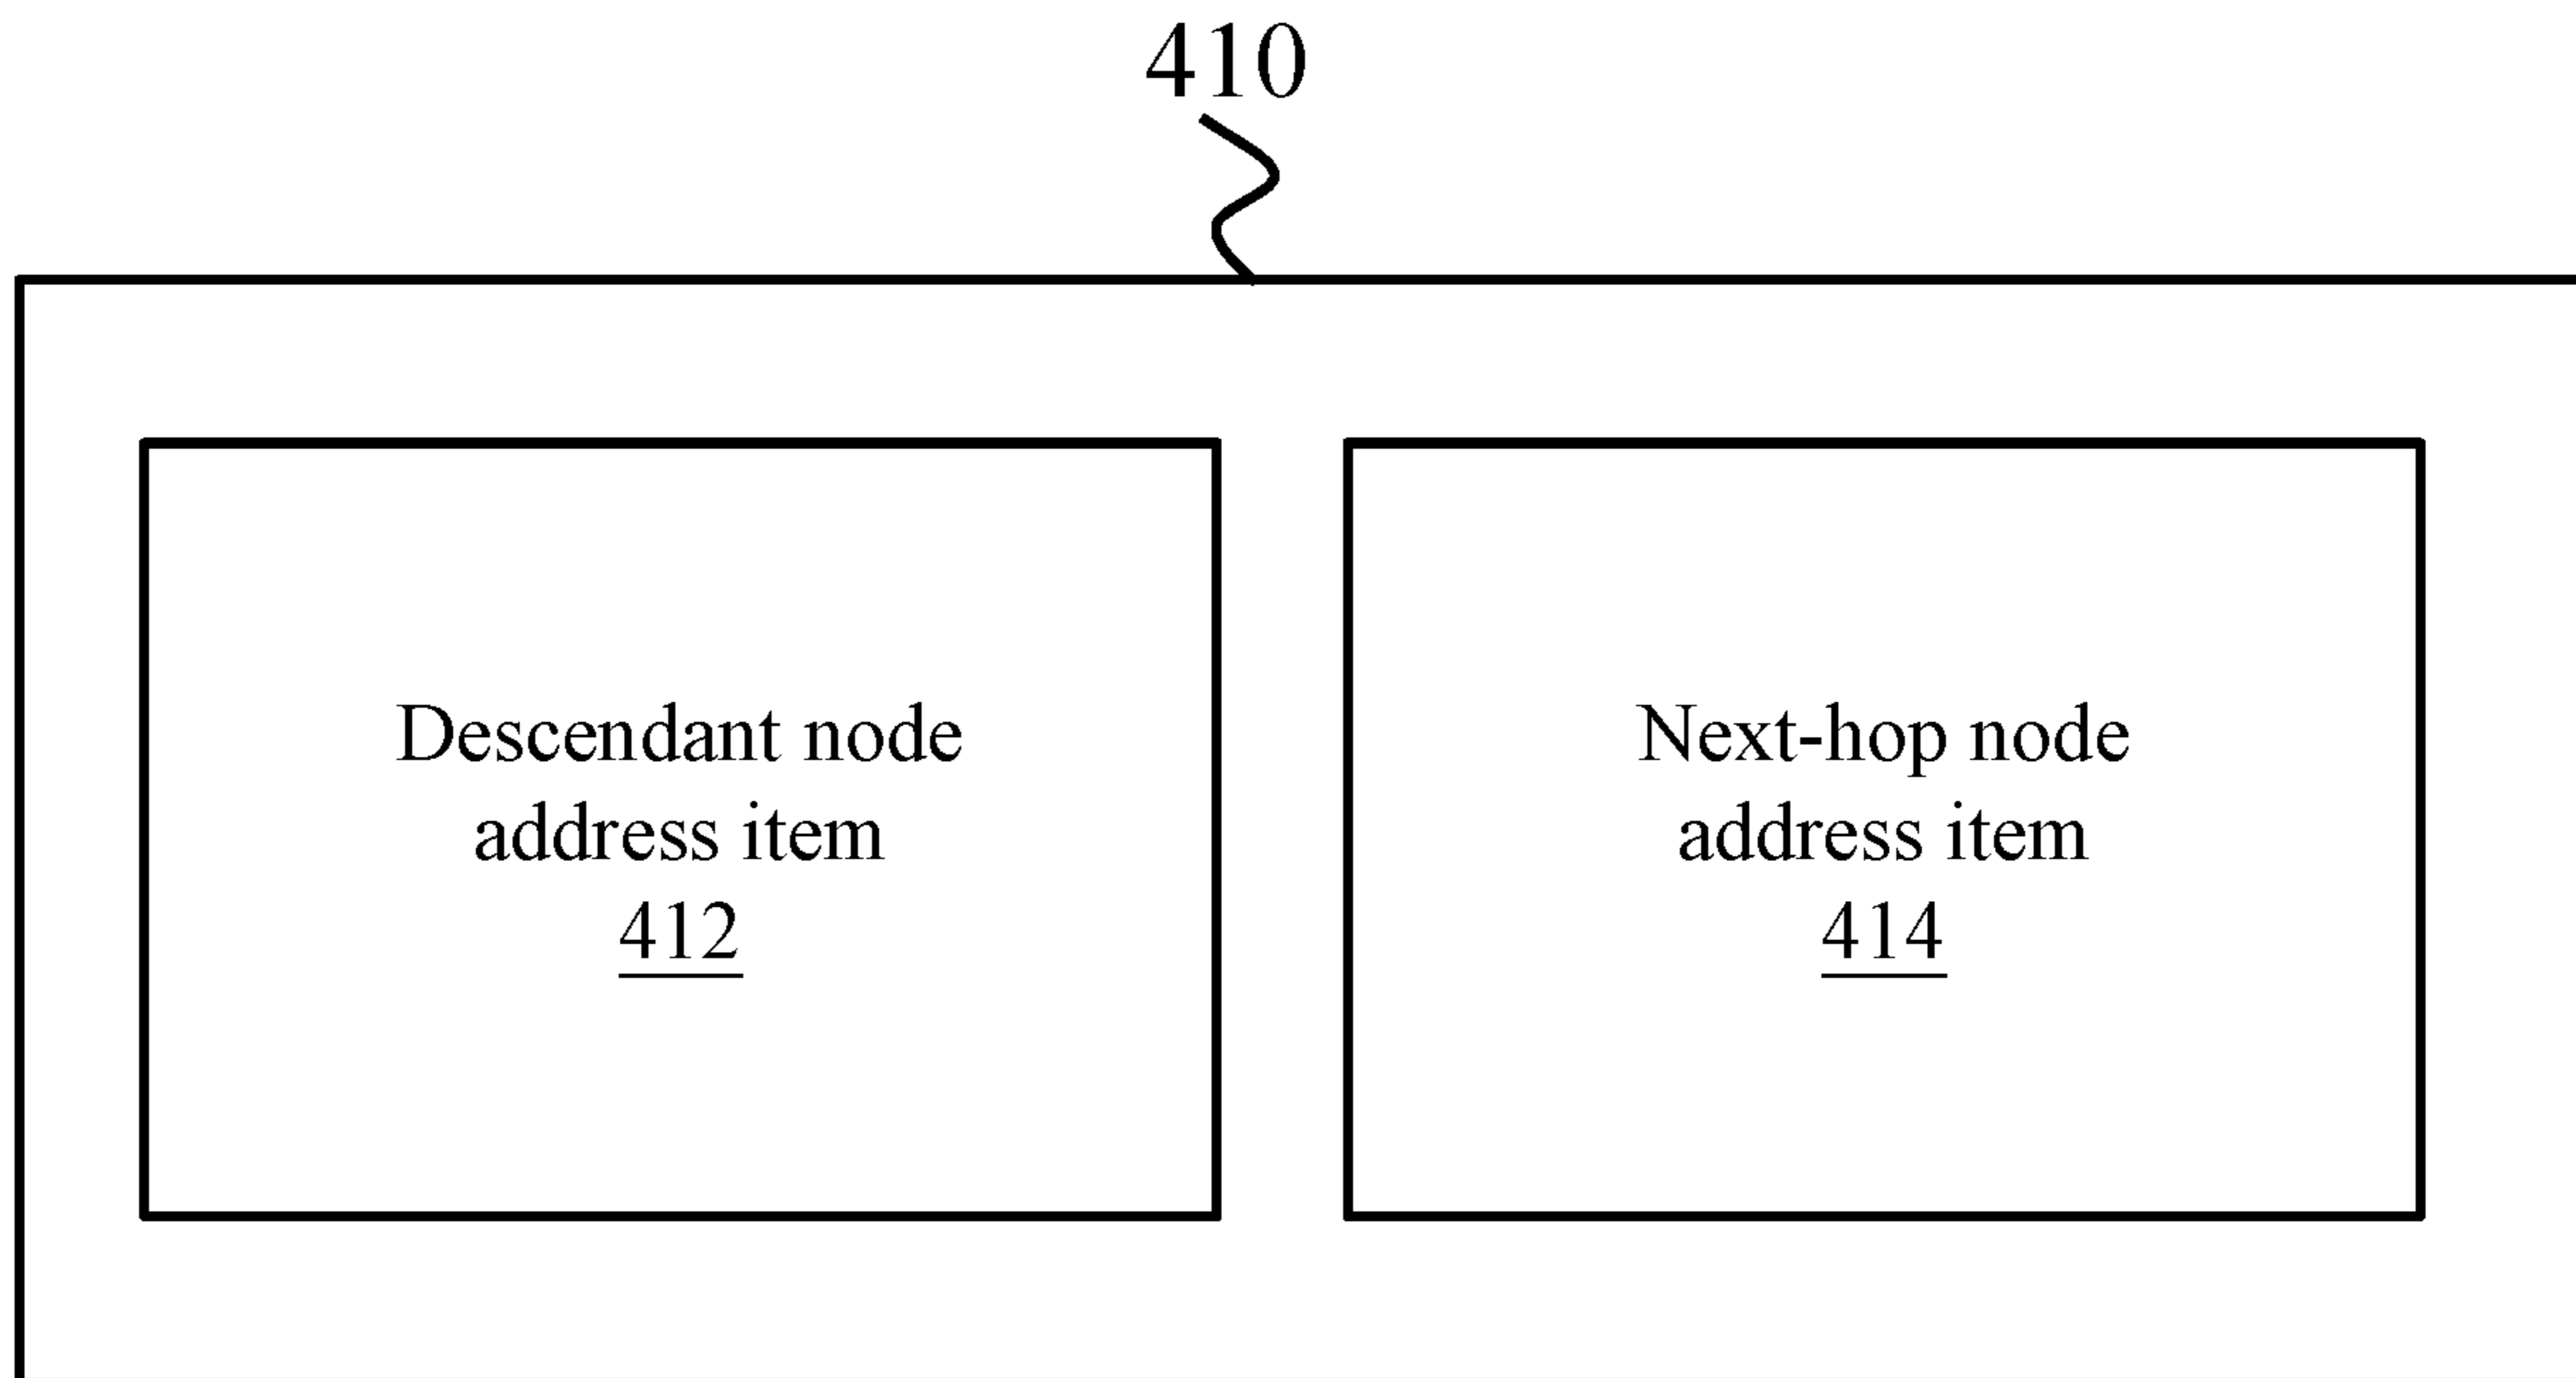 410
Descendant node
address item
412
Next-hop node
address item
414